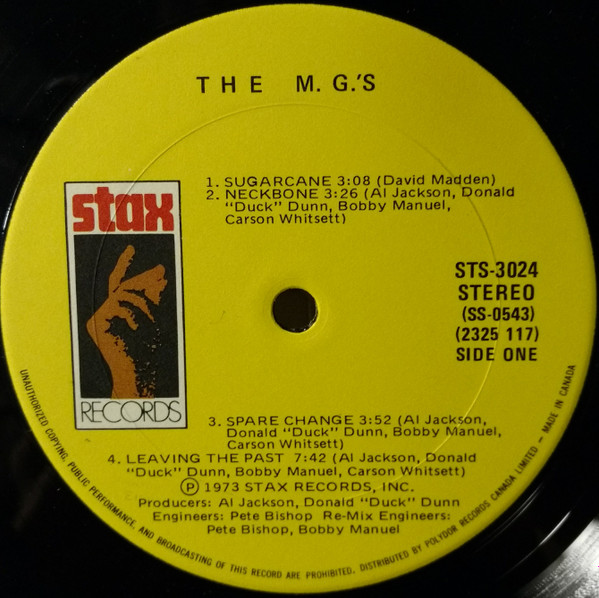 THE M.G.'S
1. SUGARCANE 3:08 (David Madden)
2. NECKBONE 3:26 (Al Jackson, Donald
"Duck" Dunn, Bobby Manuel,
Carson Whitsett)
stax
RECORDS
STS-3024
STEREO
(SS-0543)
(2325 117)
SIDE ONE
3. SPARE CHANGE 3:52 (Al Jackson,
Donald "Duck" Dunn, Bobby Manuel,
Carson Whitsett)
4. LEAVING THE PAST 7:42 (Al Jackson, Donald
"Duck" Dunn, Bobby Manuel, Carson Whitsett)
Ⓟ 1973 STAX RECORDS, INC.
Producers: Al Jackson, Donald "Duck" Dunn
Engineers: Pete Bishop Re-Mix Engineers:
Pete Bishop, Bobby Manuel
UNAUTHORIZED COPYING, PUBLIC PERFORMANCE, AND BROADCASTING OF THIS RECORD ARE PROHIBITED. DISTRIBUTED BY POLYDOR RECORDS CANADA LIMITED — MADE IN CANADA